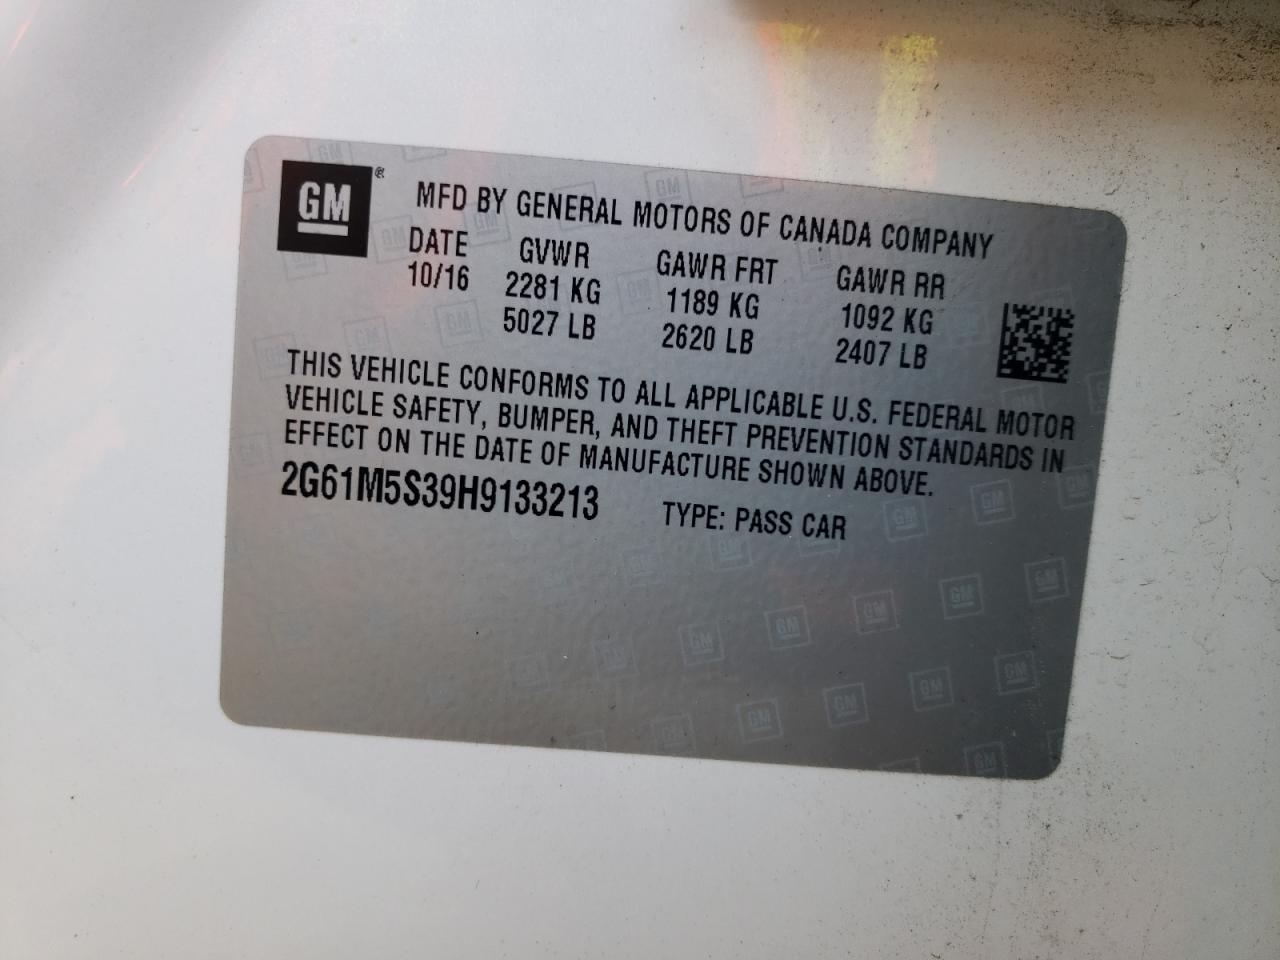 GM ®
MFD BY GENERAL MOTORS OF CANADA COMPANY
DATE GVWR GAWR FRT GAWR RR
10/16 2281 KG 1189 KG 1092 KG
5027 LB 2620 LB 2407 LB
THIS VEHICLE CONFORMS TO ALL APPLICABLE U.S. FEDERAL MOTOR
VEHICLE SAFETY, BUMPER, AND THEFT PREVENTION STANDARDS IN
EFFECT ON THE DATE OF MANUFACTURE SHOWN ABOVE.
2G61M5S39H9133213 TYPE: PASS CAR